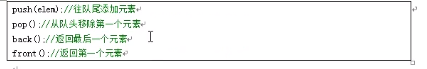 push(elem);//往队尾添加元素
pop();//从队头移除第一个元素
back();//返回最后一个元素
front();//返回第一个元素